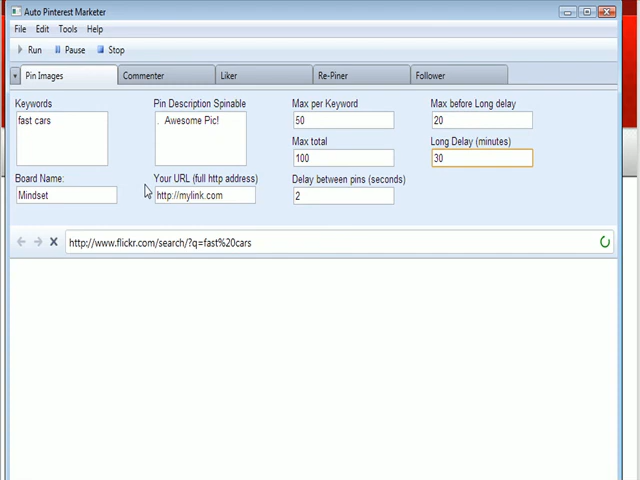 Auto Pinterest Marketer
File Edit Tools Help
Run Pause Stop
Pin Images Commenter Liker Re-Piner Follower
Keywords Pin Description Spinable Max per Keyword Max before Long delay
fast cars . Awesome Pic! 50 20
Max total Long Delay (minutes)
100 30
Board Name: Your URL (full http address) Delay between pins (seconds)
Mindset http://mylink.com 2
http://www.flickr.com/search/?q=fast%20cars